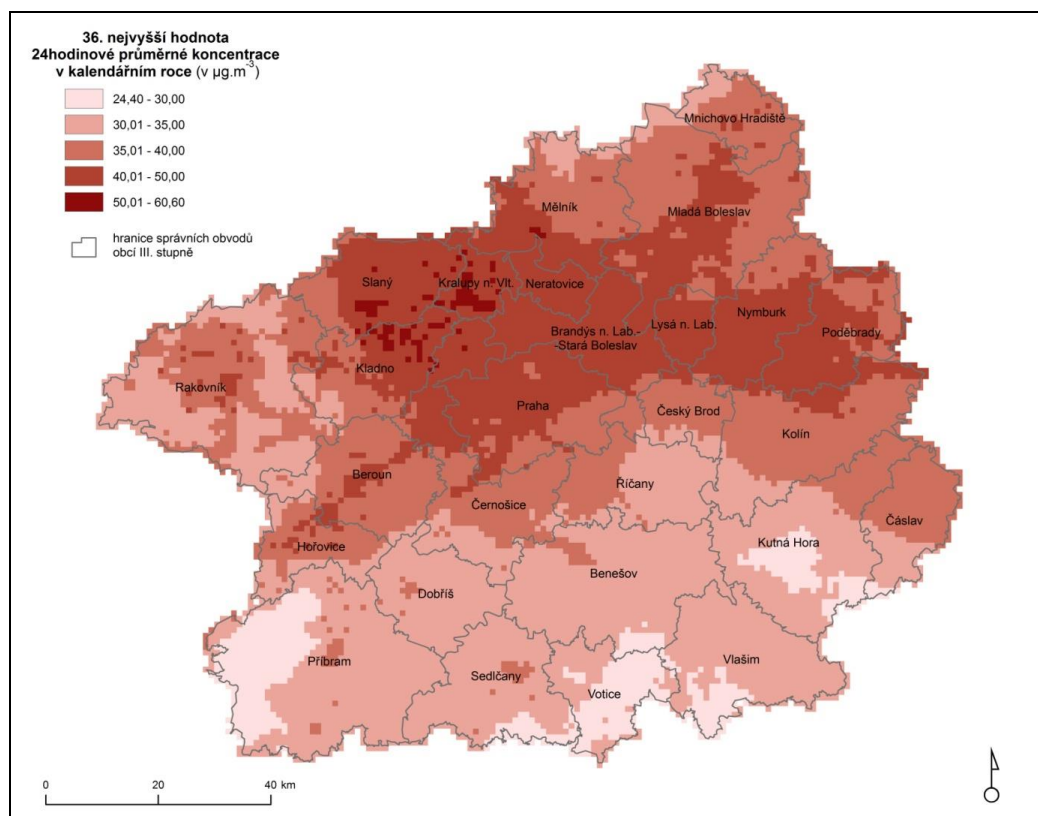 36. nejvyšší hodnota
24hodinové průměrné koncentrace
v kalendářním roce (v µg.m⁻³)
24,40 - 30,00
30,01 - 35,00
35,01 - 40,00
40,01 - 50,00
50,01 - 60,60
hranice správních obvodů
obcí III. stupně
Mnichovo Hradiště
Mělník
Mladá Boleslav
Slaný
Kralupy n. Vlt.
Neratovice
Brandýs n. Lab.-
-Stará Boleslav
Lysá n. Lab.
Nymburk
Poděbrady
Rakovník
Kladno
Praha
Český Brod
Kolín
Beroun
Černošice
Říčany
Čáslav
Hořovice
Kutná Hora
Dobříš
Benešov
Příbram
Sedlčany
Votice
Vlašim
0 20 40 km